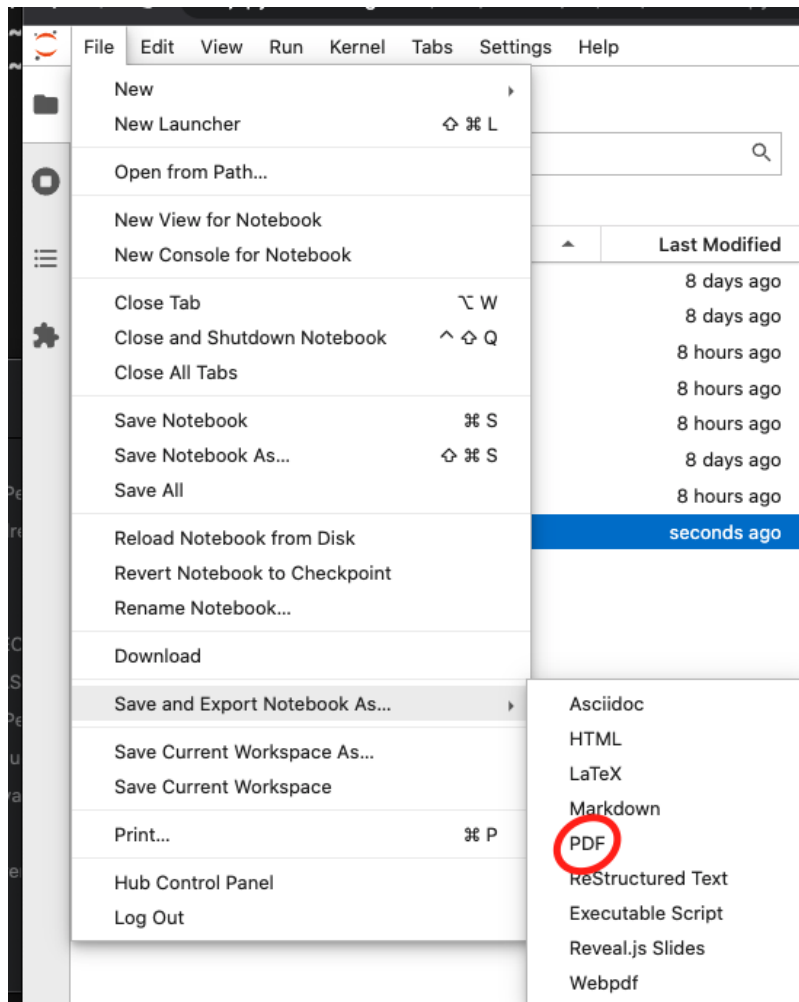 File Edit View Run Kernel Tabs Settings Help
New
New Launcher ⇧ ⌘ L
Open from Path...
New View for Notebook
New Console for Notebook
Last Modified
Close Tab ⌥ W
Close and Shutdown Notebook ^ ⇧ Q
Close All Tabs
Save Notebook ⌘ S
Save Notebook As... ⇧ ⌘ S
Save All
Reload Notebook from Disk
Revert Notebook to Checkpoint
Rename Notebook...
Download
Save and Export Notebook As...
Save Current Workspace As...
Save Current Workspace
Print... ⌘ P
Hub Control Panel
Log Out
8 days ago
8 days ago
8 hours ago
8 hours ago
8 hours ago
8 days ago
8 hours ago
seconds ago
Asciidoc
HTML
LaTeX
Markdown
PDF
ReStructured Text
Executable Script
Reveal.js Slides
Webpdf